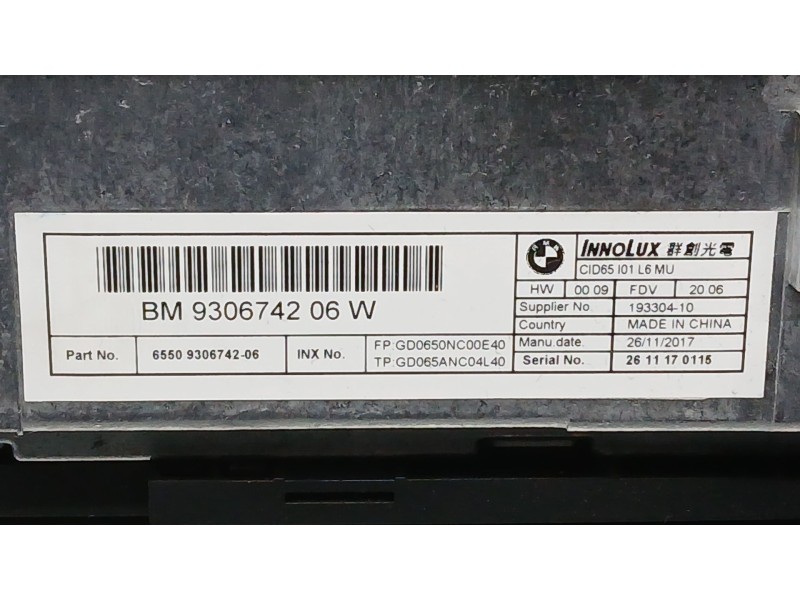 BM 9306742 06 W
Part No. 6550 9306742-06 INX No. FP:GD0650NC00E40
TP:GD065ANC04L40
BMW
INNOLUX 群創光電
CID65 I01 L6 MU
HW 00 09 FDV 20 06
Supplier No. 193304-10
Country MADE IN CHINA
Manu.date. 26/11/2017
Serial No. 26 11 17 0115